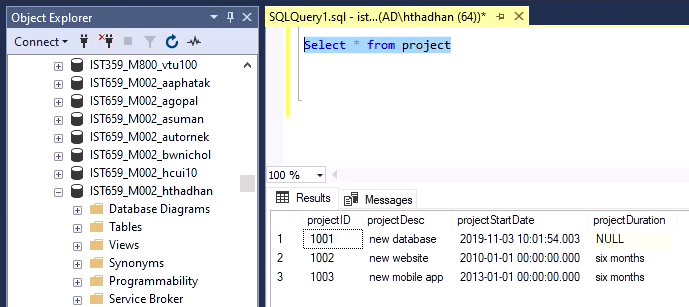 Object Explorer
Connect
IST359_M800_vtu100
IST659_M002_aaphatak
IST659_M002_agopal
IST659_M002_asuman
IST659_M002_autornek
IST659_M002_bwnichol
IST659_M002_hcui10
IST659_M002_hthadhan
Database Diagrams
Tables
Views
Synonyms
Programmability
Service Broker
SQLQuery1.sql - ist...(AD\hthadhan (64))*
Select * from project
100 %
Results Messages
projectID projectDesc projectStartDate projectDuration
1 1001 new database 2019-11-03 10:01:54.003 NULL
2 1002 new website 2010-01-01 00:00:00.000 six months
3 1003 new mobile app 2013-01-01 00:00:00.000 six months